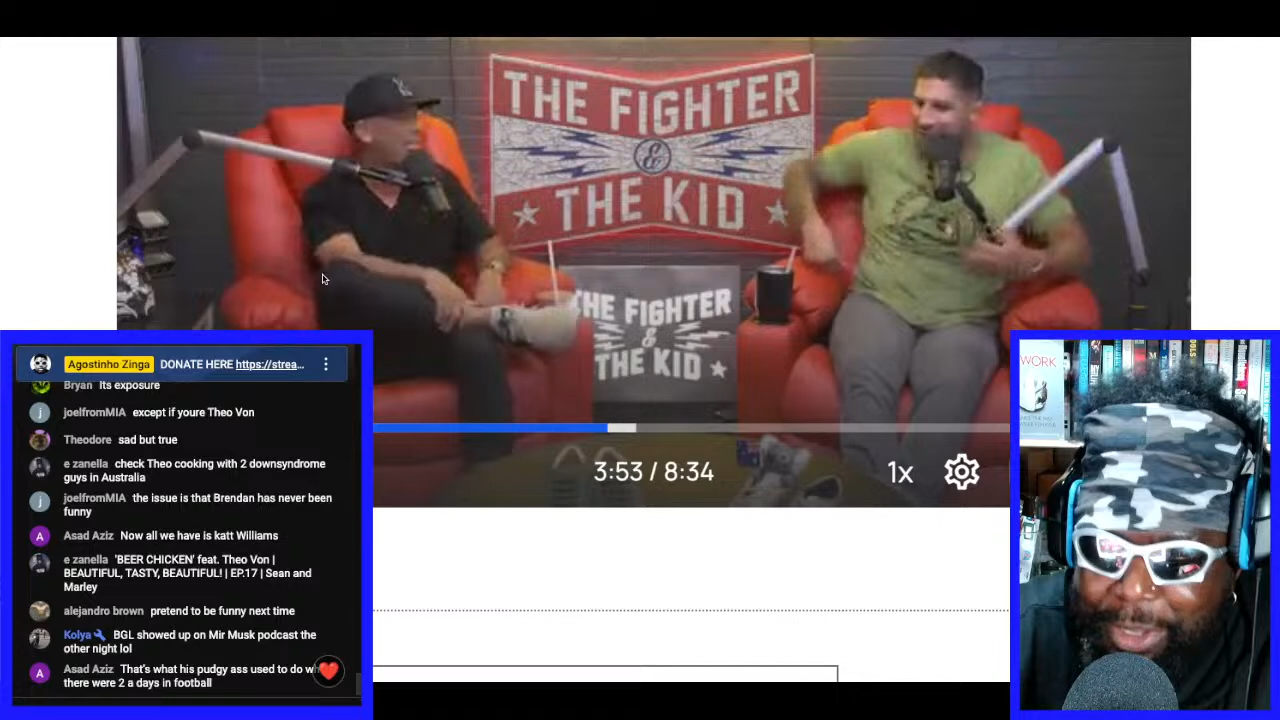 THE FIGHTER
&
THE KID
THE FIGHTER
&
THE KID
3:53 / 8:34
1x
Agostinho Zinga DONATE HERE https://strea...
Bryan Its exposure
joelfromMIA except if youre Theo Von
Theodore sad but true
e zanella check Theo cooking with 2 downsyndrome
guys in Australia
joelfromMIA the issue is that Brendan has never been
funny
Asad Aziz Now all we have is katt Williams
e zanella 'BEER CHICKEN' feat. Theo Von |
BEAUTIFUL, TASTY, BEAUTIFUL! | EP.17 | Sean and
Marley
alejandro brown pretend to be funny next time
Kolya BGL showed up on Mir Musk podcast the
other night lol
Asad Aziz That's what his pudgy ass used to do
there were 2 a days in football
WORK